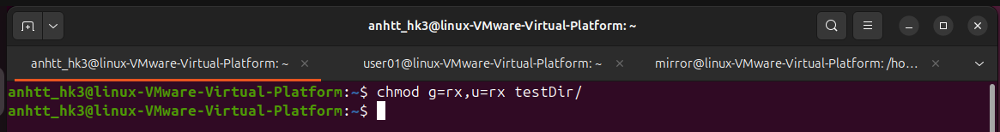 anhtt_hk3@linux-VMware-Virtual-Platform: ~
anhtt_hk3@linux-VMware-Virtual-Platform: ~
user01@linux-VMware-Virtual-Platform: ~
mirror@linux-VMware-Virtual-Platform: /ho...
anhtt_hk3@linux-VMware-Virtual-Platform:~$ chmod g=rx,u=rx testDir/
anhtt_hk3@linux-VMware-Virtual-Platform:~$